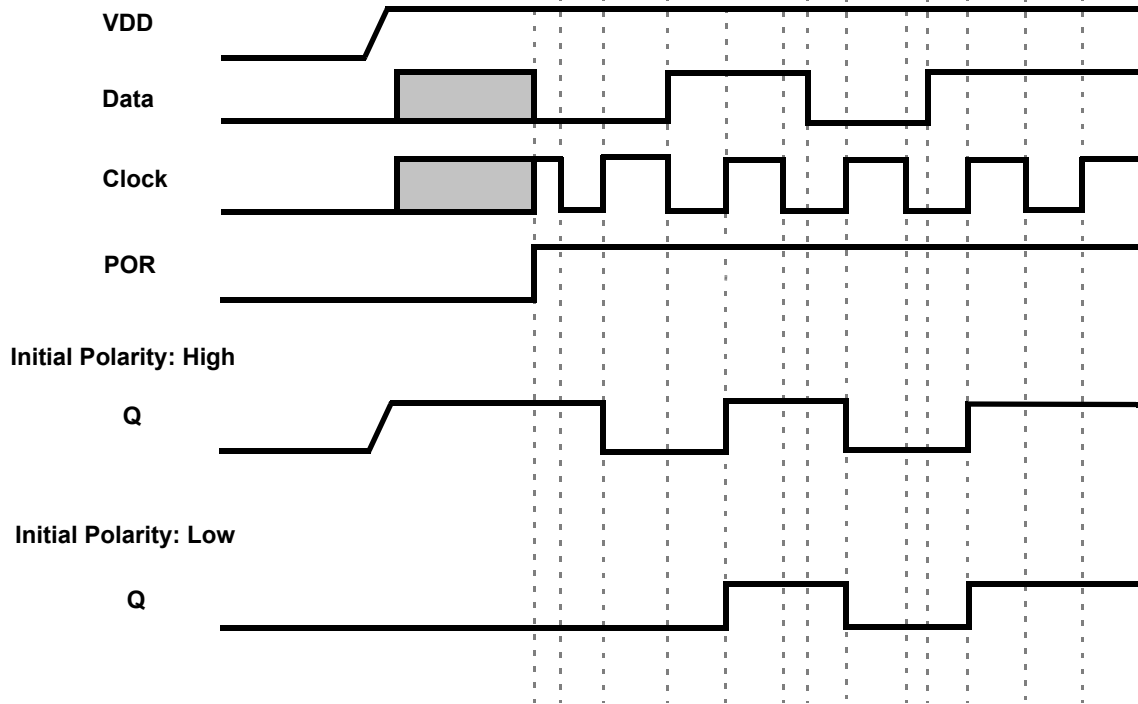 VDD
Data
Clock
POR
Initial Polarity: High
Q
Initial Polarity: Low
Q